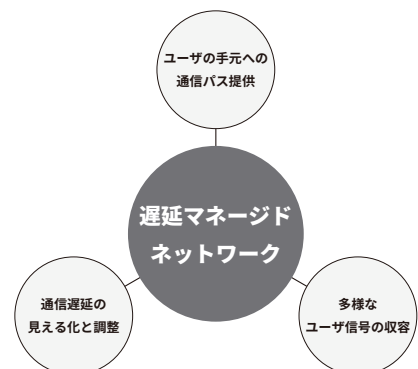 ユーザの手元への
通信パス提供
遅延マネージド
ネットワーク
通信遅延の
見える化と調整
多様な
ユーザ信号の収容